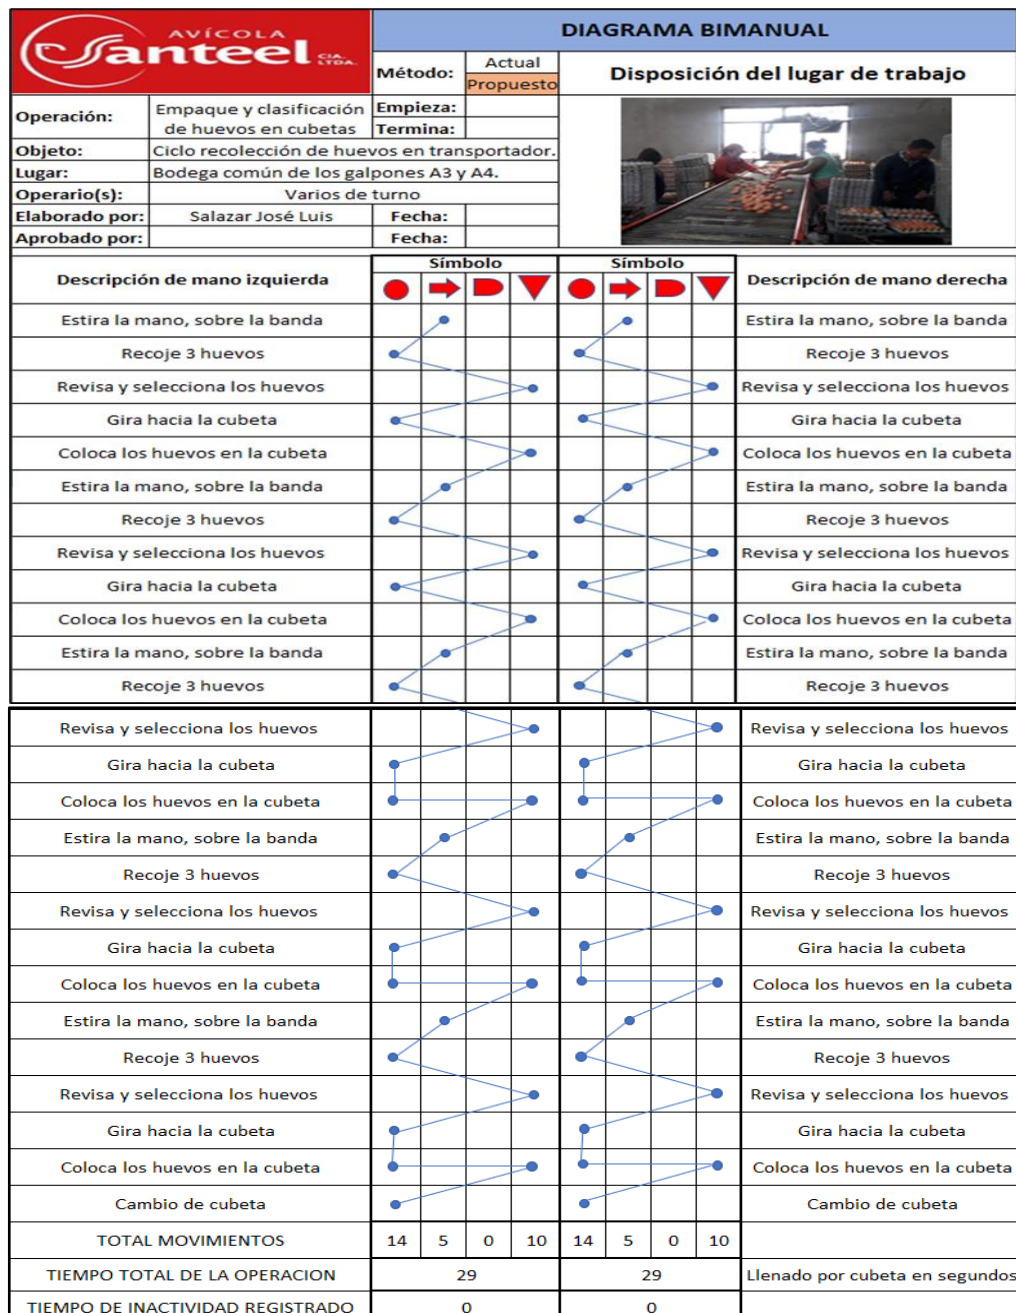 AVÍCOLA
Santeel CIA. LTDA.
DIAGRAMA BIMANUAL
Método:
Actual
Propuesto
Disposición del lugar de trabajo
Operación:
Empaque y clasificación
de huevos en cubetas
Empieza:
Termina:
Objeto:
Ciclo recolección de huevos en transportador.
Lugar:
Bodega común de los galpones A3 y A4.
Operario(s):
Varios de turno
Elaborado por:
Salazar José Luis
Fecha:
Aprobado por:
Fecha:
Descripción de mano izquierda
Símbolo
Símbolo
Descripción de mano derecha
Estira la mano, sobre la banda
Estira la mano, sobre la banda
Recoje 3 huevos
Recoje 3 huevos
Revisa y selecciona los huevos
Revisa y selecciona los huevos
Gira hacia la cubeta
Gira hacia la cubeta
Coloca los huevos en la cubeta
Coloca los huevos en la cubeta
Estira la mano, sobre la banda
Estira la mano, sobre la banda
Recoje 3 huevos
Recoje 3 huevos
Revisa y selecciona los huevos
Revisa y selecciona los huevos
Gira hacia la cubeta
Gira hacia la cubeta
Coloca los huevos en la cubeta
Coloca los huevos en la cubeta
Estira la mano, sobre la banda
Estira la mano, sobre la banda
Recoje 3 huevos
Recoje 3 huevos
Revisa y selecciona los huevos
Revisa y selecciona los huevos
Gira hacia la cubeta
Gira hacia la cubeta
Coloca los huevos en la cubeta
Coloca los huevos en la cubeta
Estira la mano, sobre la banda
Estira la mano, sobre la banda
Recoje 3 huevos
Recoje 3 huevos
Revisa y selecciona los huevos
Revisa y selecciona los huevos
Gira hacia la cubeta
Gira hacia la cubeta
Coloca los huevos en la cubeta
Coloca los huevos en la cubeta
Estira la mano, sobre la banda
Estira la mano, sobre la banda
Recoje 3 huevos
Recoje 3 huevos
Revisa y selecciona los huevos
Revisa y selecciona los huevos
Gira hacia la cubeta
Gira hacia la cubeta
Coloca los huevos en la cubeta
Coloca los huevos en la cubeta
Cambio de cubeta
Cambio de cubeta
TOTAL MOVIMIENTOS 14 5 0 10 14 5 0 10
TIEMPO TOTAL DE LA OPERACION 29 29 Llenado por cubeta en segundos
TIEMPO DE INACTIVIDAD REGISTRADO 0 0